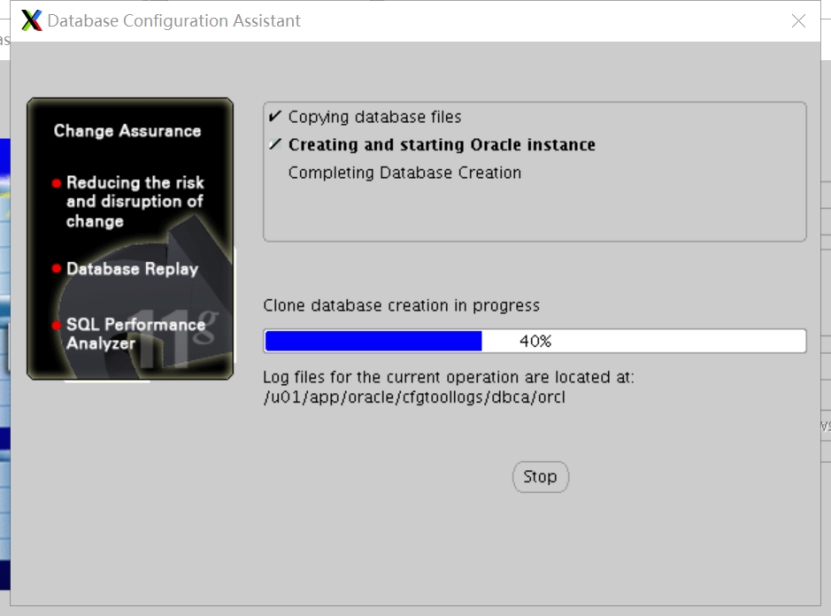 Database Configuration Assistant
as
Change Assurance
Reducing the risk
and disruption of
change
Database Replay
SQL Performance
Analyzer
11g
Copying database files
Creating and starting Oracle instance
Completing Database Creation
Clone database creation in progress
40%
Log files for the current operation are located at:
/u01/app/oracle/cfgtoollogs/dbca/orcl
Stop